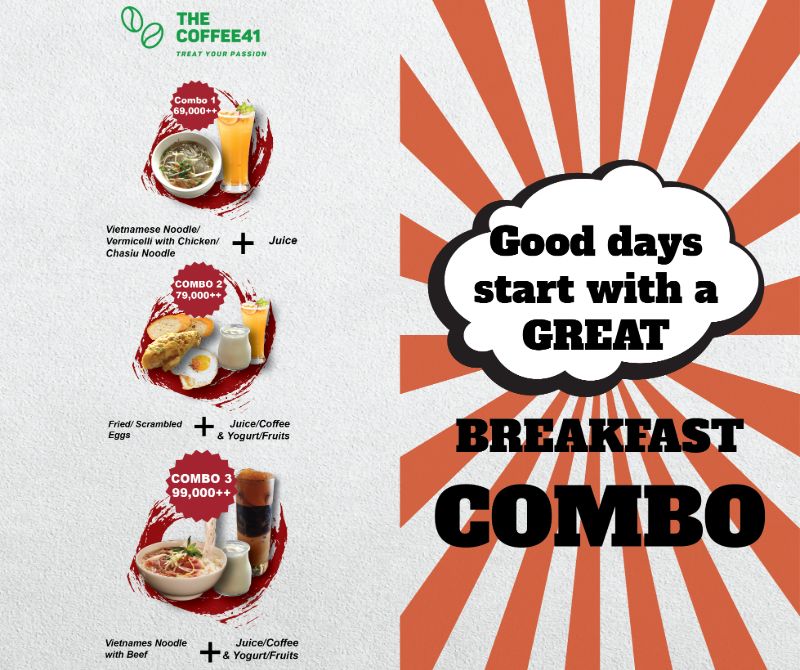 THE
COFFEE41
TREAT YOUR PASSION
Combo 1
69,000++
Vietnamese Noodle/
Vermicelli with Chicken/
Chasiu Noodle
+
Juice
COMBO 2
79,000++
Fried/ Scrambled
Eggs
+
Juice/Coffee
& Yogurt/Fruits
COMBO 3
99,000++
Vietnames Noodle
with Beef
+
Juice/Coffee
& Yogurt/Fruits
Good days
start with a
GREAT
BREAKFAST
COMBO